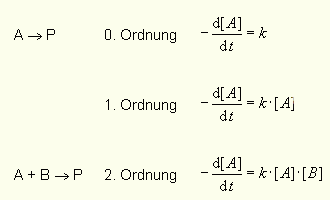 A → P 0. Ordnung − d[A]/dt = k
1. Ordnung − d[A]/dt = k·[A]
A + B → P 2. Ordnung − d[A]/dt = k·[A]·[B]